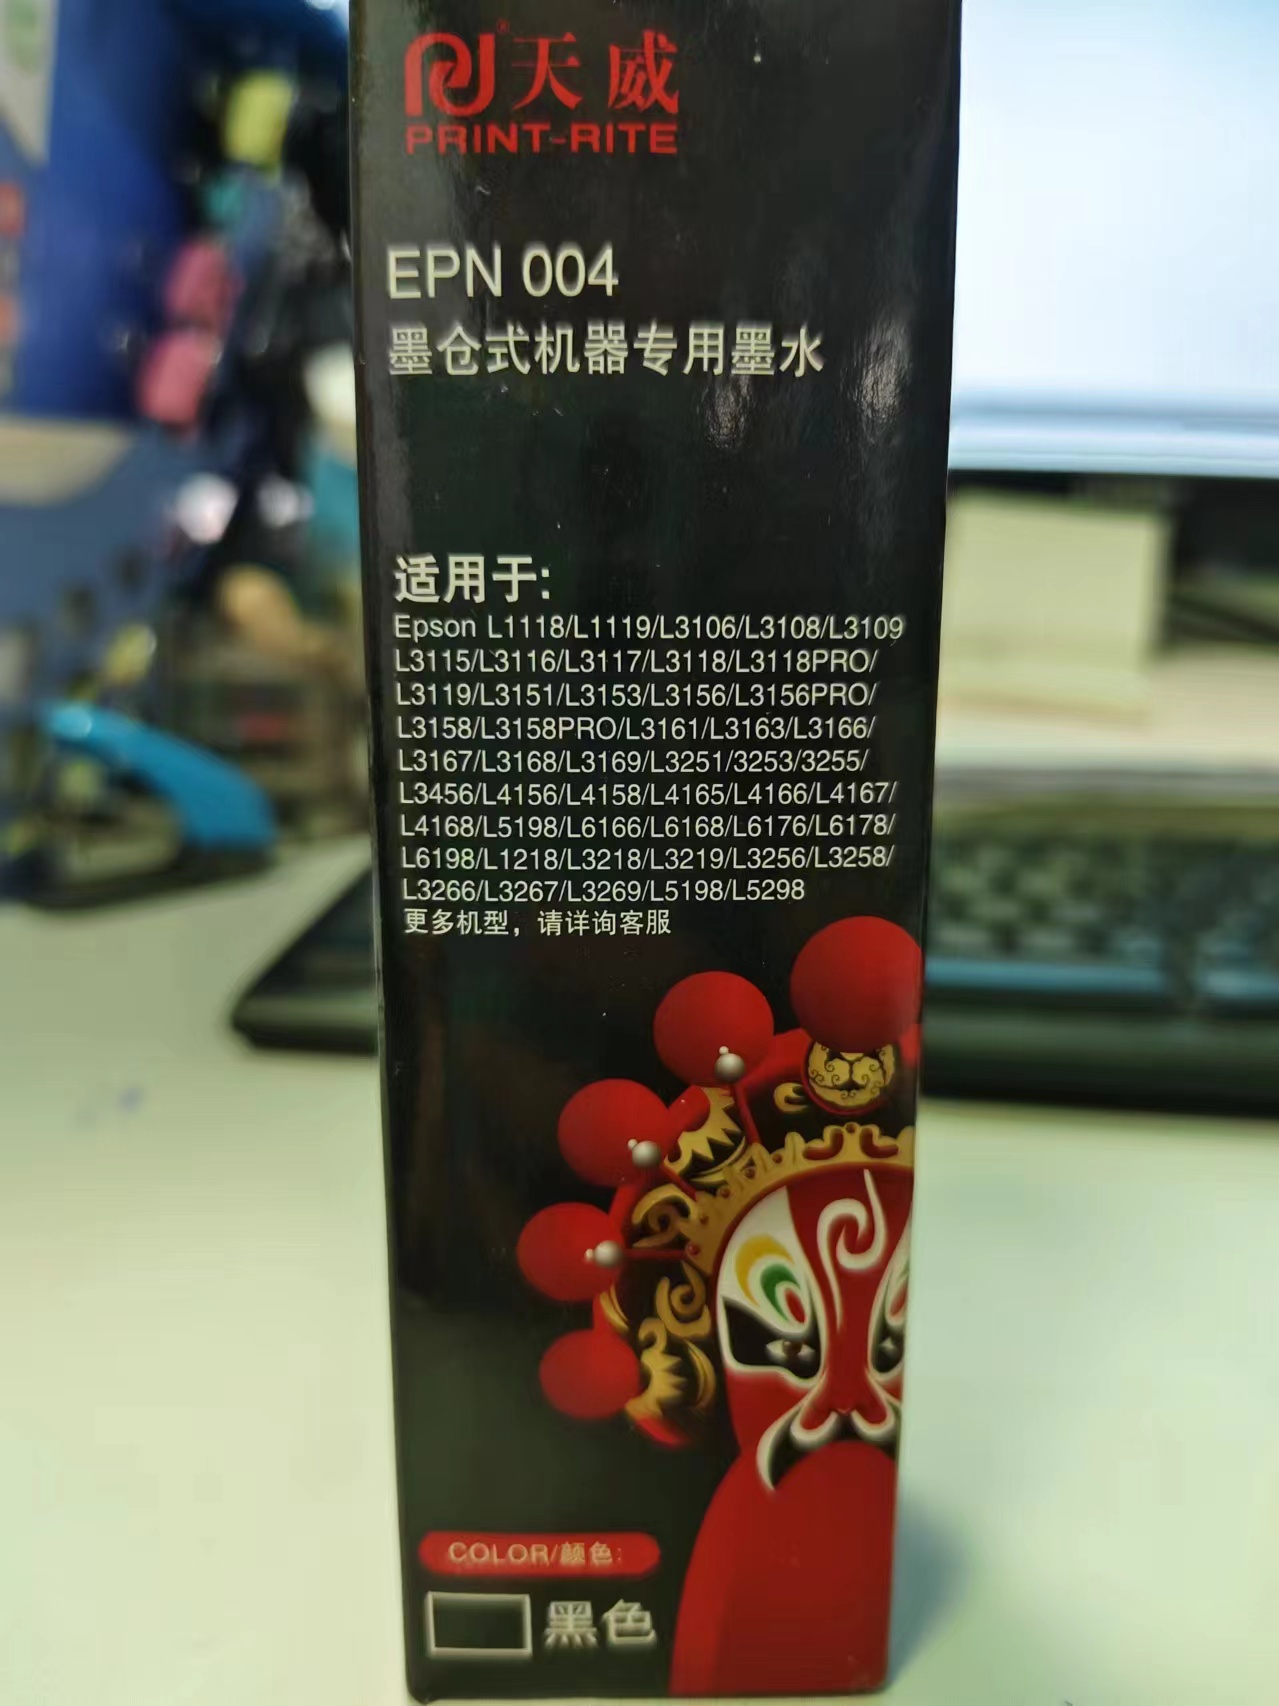 天威
PRINT-RITE
EPN 004
墨仓式机器专用墨水
适用于:
Epson L1118/L1119/L3106/L3108/L3109
L3115/L3116/L3117/L3118/L3118PRO/
L3119/L3151/L3153/L3156/L3156PRO/
L3158/L3158PRO/L3161/L3163/L3166/
L3167/L3168/L3169/L3251/3253/3255/
L3456/L4156/L4158/L4165/L4166/L4167/
L4168/L5198/L6166/L6168/L6176/L6178/
L6198/L1218/L3218/L3219/L3256/L3258/
L3266/L3267/L3269/L5198/L5298
更多机型，请详询客服
COLOR/颜色:
黑色